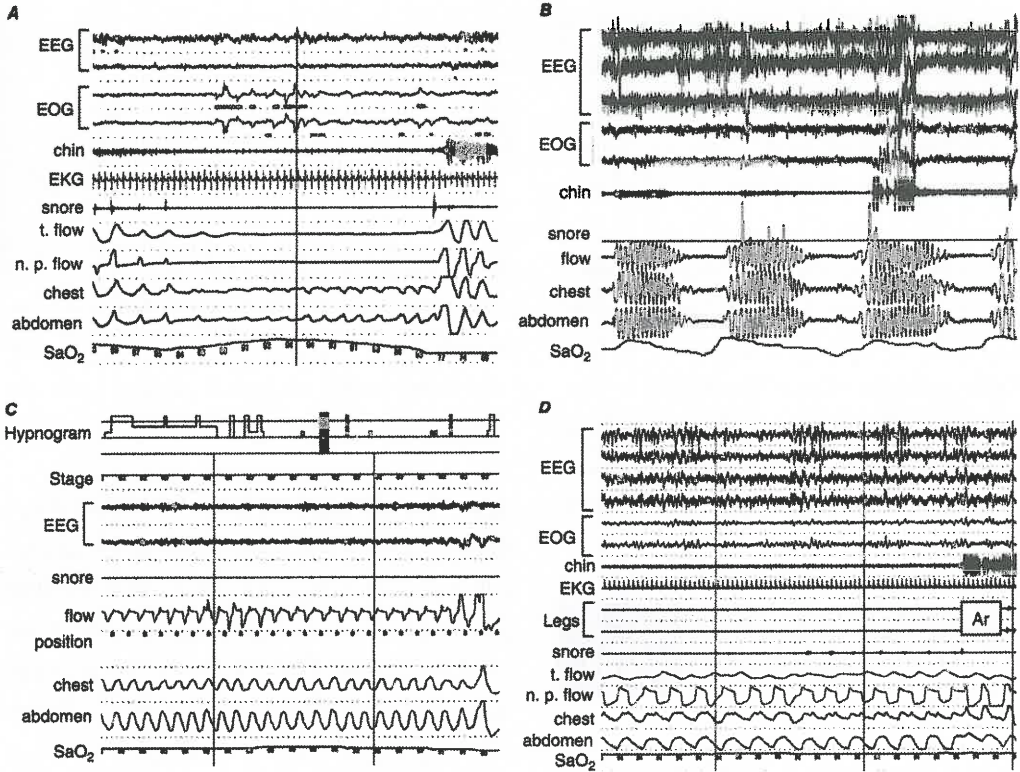 A
EEG
EOG
chin
EKG
snore
t. flow
n. p. flow
chest
abdomen
SaO2
B
EEG
EOG
chin
snore
flow
chest
abdomen
SaO2
C
Hypnogram
Stage
EEG
snore
flow
position
chest
abdomen
SaO2
D
EEG
EOG
chin
EKG
Legs
Ar
snore
t. flow
n. p. flow
chest
abdomen
SaO2